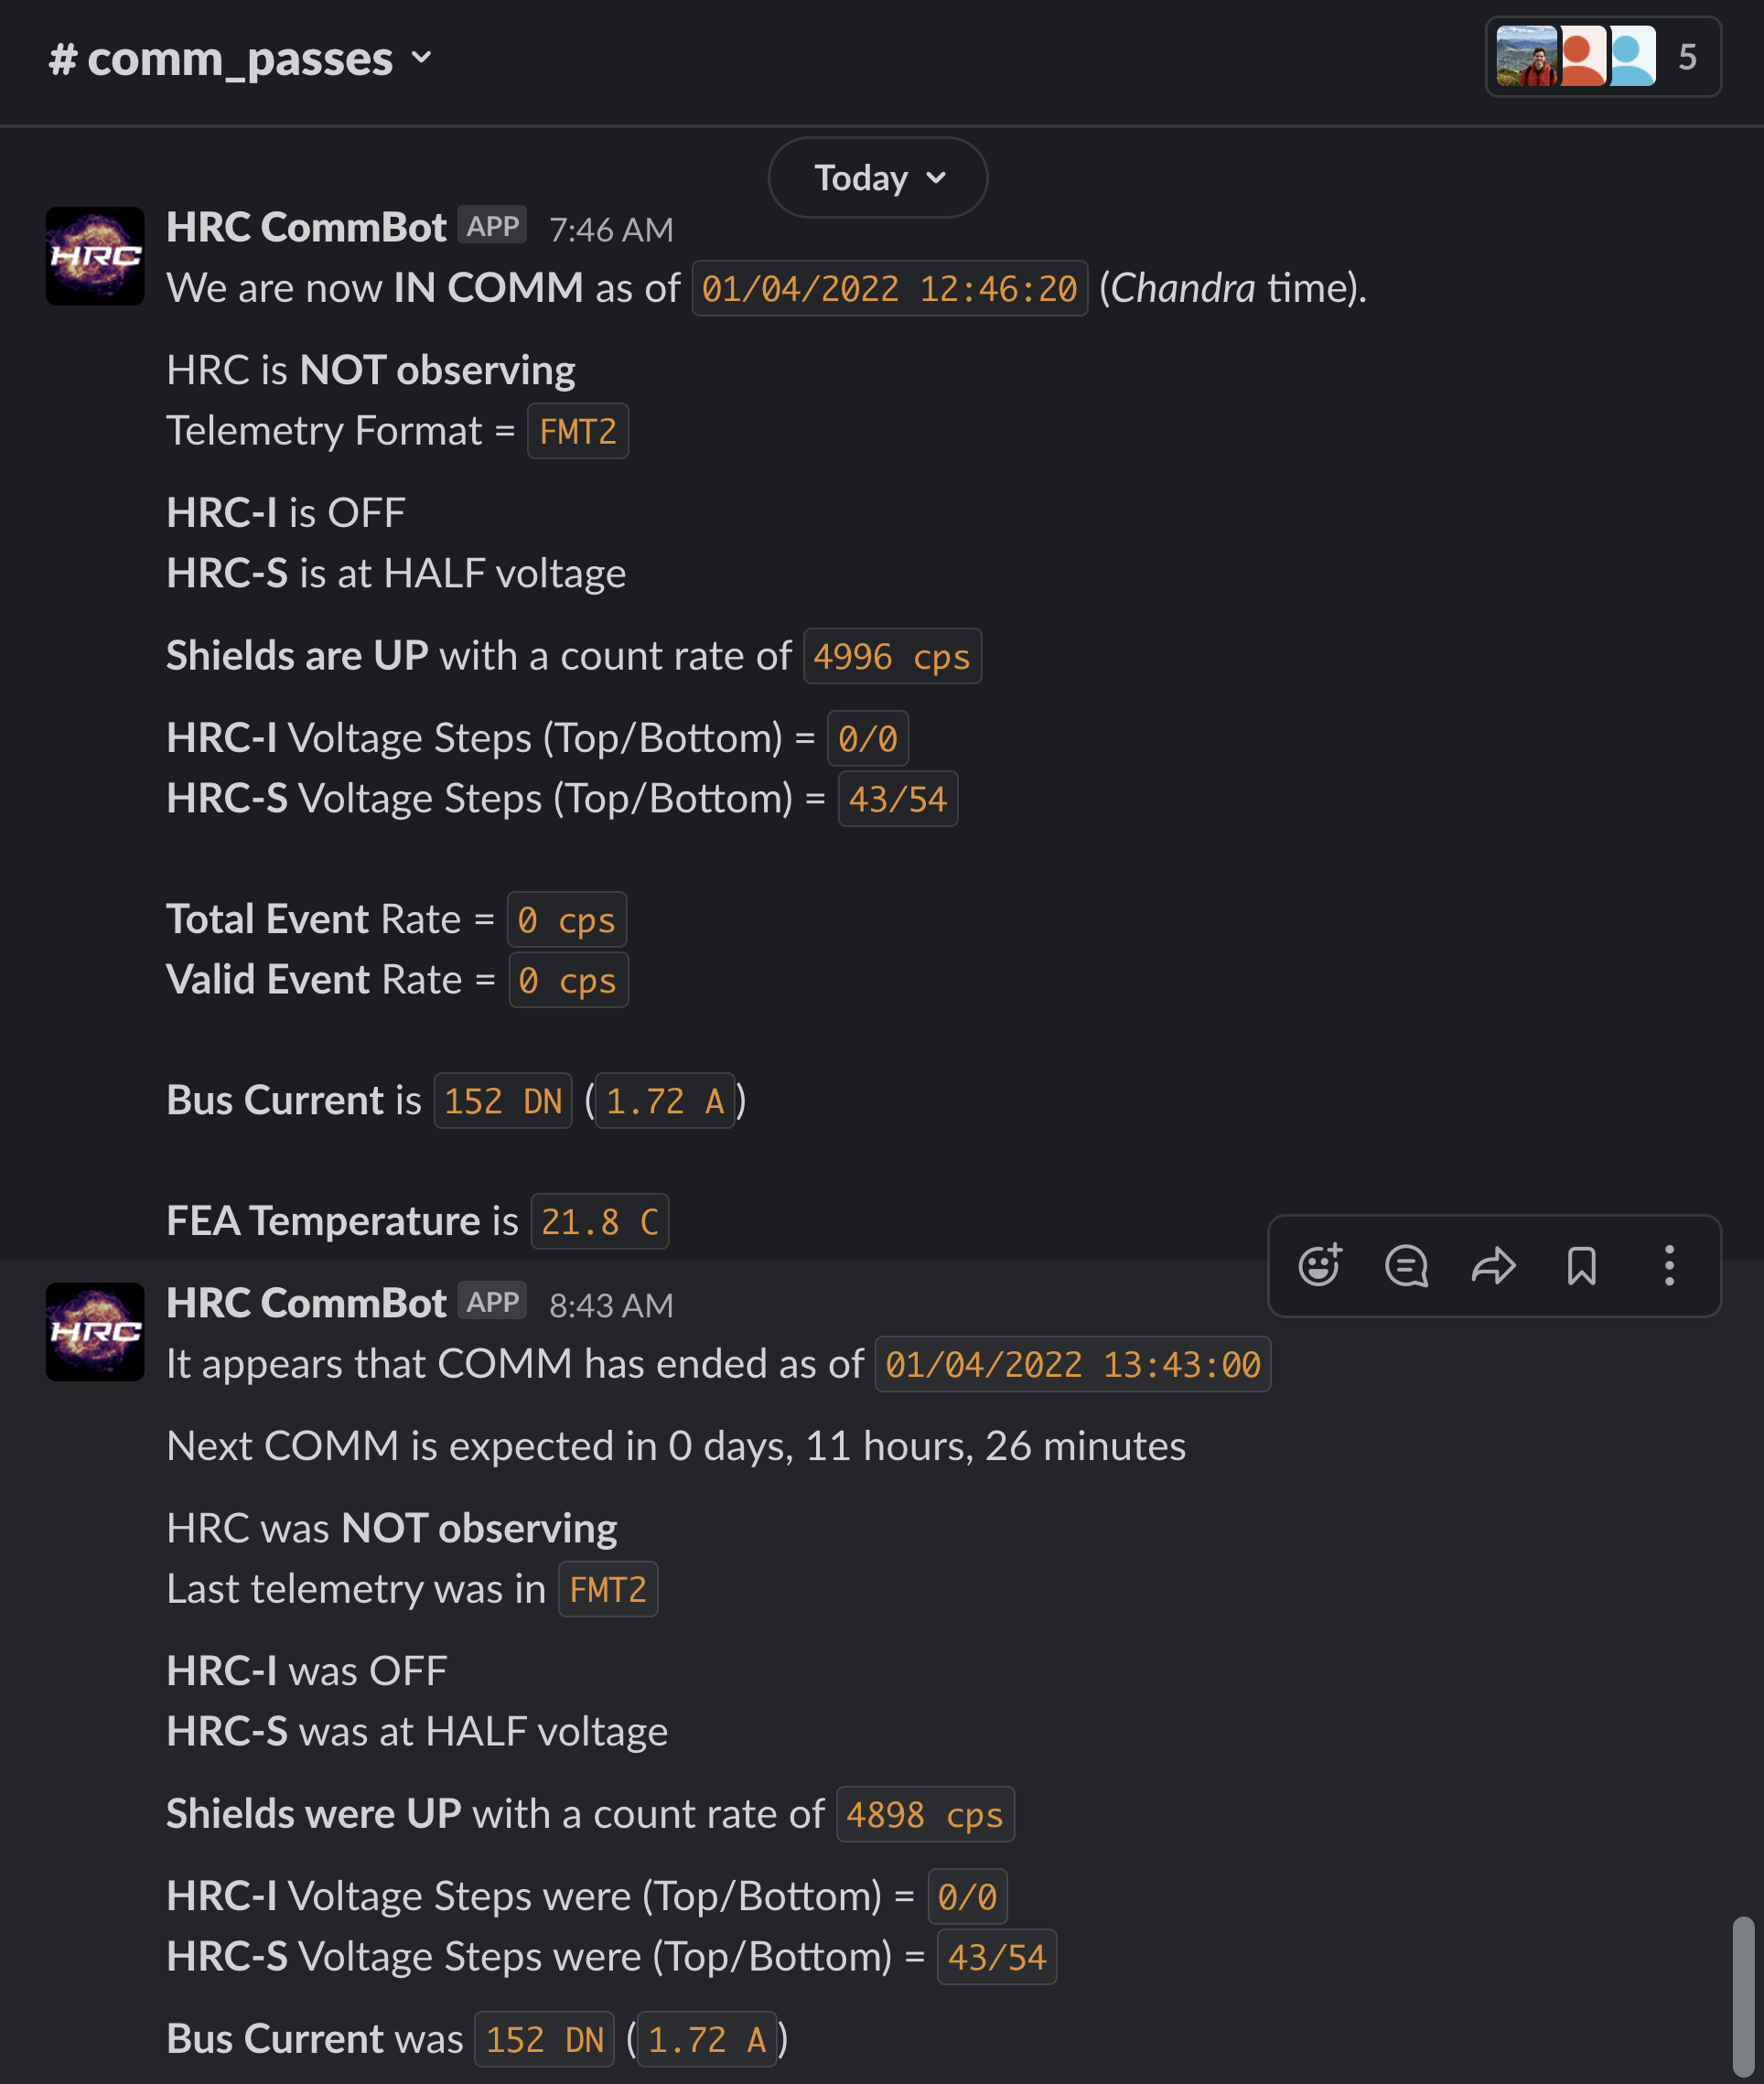 # comm_passes
5
Today
HRC CommBot APP 7:46 AM
HRC
We are now IN COMM as of 01/04/2022 12:46:20 (Chandra time).
HRC is NOT observing
Telemetry Format = FMT2
HRC-I is OFF
HRC-S is at HALF voltage
Shields are UP with a count rate of 4996 cps
HRC-I Voltage Steps (Top/Bottom) = 0/0
HRC-S Voltage Steps (Top/Bottom) = 43/54
Total Event Rate = 0 cps
Valid Event Rate = 0 cps
Bus Current is 152 DN (1.72 A)
FEA Temperature is 21.8 C
HRC CommBot APP 8:43 AM
HRC
It appears that COMM has ended as of 01/04/2022 13:43:00
Next COMM is expected in 0 days, 11 hours, 26 minutes
HRC was NOT observing
Last telemetry was in FMT2
HRC-I was OFF
HRC-S was at HALF voltage
Shields were UP with a count rate of 4898 cps
HRC-I Voltage Steps were (Top/Bottom) = 0/0
HRC-S Voltage Steps were (Top/Bottom) = 43/54
Bus Current was 152 DN (1.72 A)